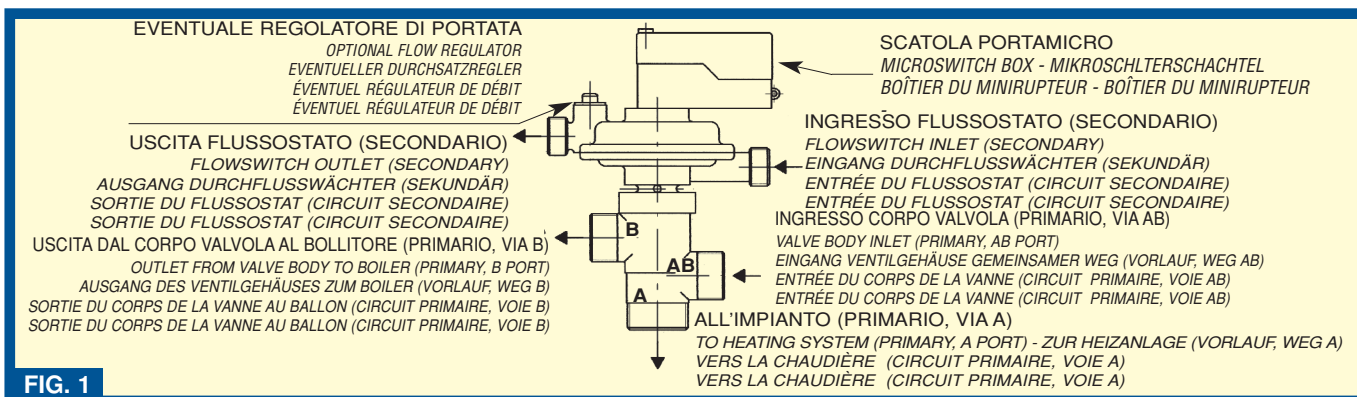 EVENTUALE REGOLATORE DI PORTATA
OPTIONAL FLOW REGULATOR
EVENTUELLER DURCHSATZREGLER
ÉVENTUEL RÉGULATEUR DE DÉBIT
ÉVENTUEL RÉGULATEUR DE DÉBIT
USCITA FLUSSOSTATO (SECONDARIO)
FLOWSWITCH OUTLET (SECONDARY)
AUSGANG DURCHFLUSSWÄCHTER (SEKUNDÄR)
SORTIE DU FLUSSOSTAT (CIRCUIT SECONDAIRE)
SORTIE DU FLUSSOSTAT (CIRCUIT SECONDAIRE)
USCITA DAL CORPO VALVOLA AL BOLLITORE (PRIMARIO, VIA B)
OUTLET FROM VALVE BODY TO BOILER (PRIMARY, B PORT)
AUSGANG DES VENTILGEHÄUSES ZUM BOILER (VORLAUF, WEG B)
SORTIE DU CORPS DE LA VANNE AU BALLON (CIRCUIT PRIMAIRE, VOIE B)
SORTIE DU CORPS DE LA VANNE AU BALLON (CIRCUIT PRIMAIRE, VOIE B)
FIG. 1
B
AB
A
SCATOLA PORTAMICRO
MICROSWITCH BOX - MIKROSCHLTERSCHACHTEL
BOÎTIER DU MINIRUPTEUR - BOÎTIER DU MINIRUPTEUR
INGRESSO FLUSSOSTATO (SECONDARIO)
FLOWSWITCH INLET (SECONDARY)
EINGANG DURCHFLUSSWÄCHTER (SEKUNDÄR)
ENTRÉE DU FLUSSOSTAT (CIRCUIT SECONDAIRE)
ENTRÉE DU FLUSSOSTAT (CIRCUIT SECONDAIRE)
INGRESSO CORPO VALVOLA (PRIMARIO, VIA AB)
VALVE BODY INLET (PRIMARY, AB PORT)
EINGANG VENTILGEHÄUSE GEMEINSAMER WEG (VORLAUF, WEG AB)
ENTRÉE DU CORPS DE LA VANNE (CIRCUIT PRIMAIRE, VOIE AB)
ENTRÉE DU CORPS DE LA VANNE (CIRCUIT PRIMAIRE, VOIE AB)
ALL'IMPIANTO (PRIMARIO, VIA A)
TO HEATING SYSTEM (PRIMARY, A PORT) - ZUR HEIZANLAGE (VORLAUF, WEG A)
VERS LA CHAUDIÈRE (CIRCUIT PRIMAIRE, VOIE A)
VERS LA CHAUDIÈRE (CIRCUIT PRIMAIRE, VOIE A)